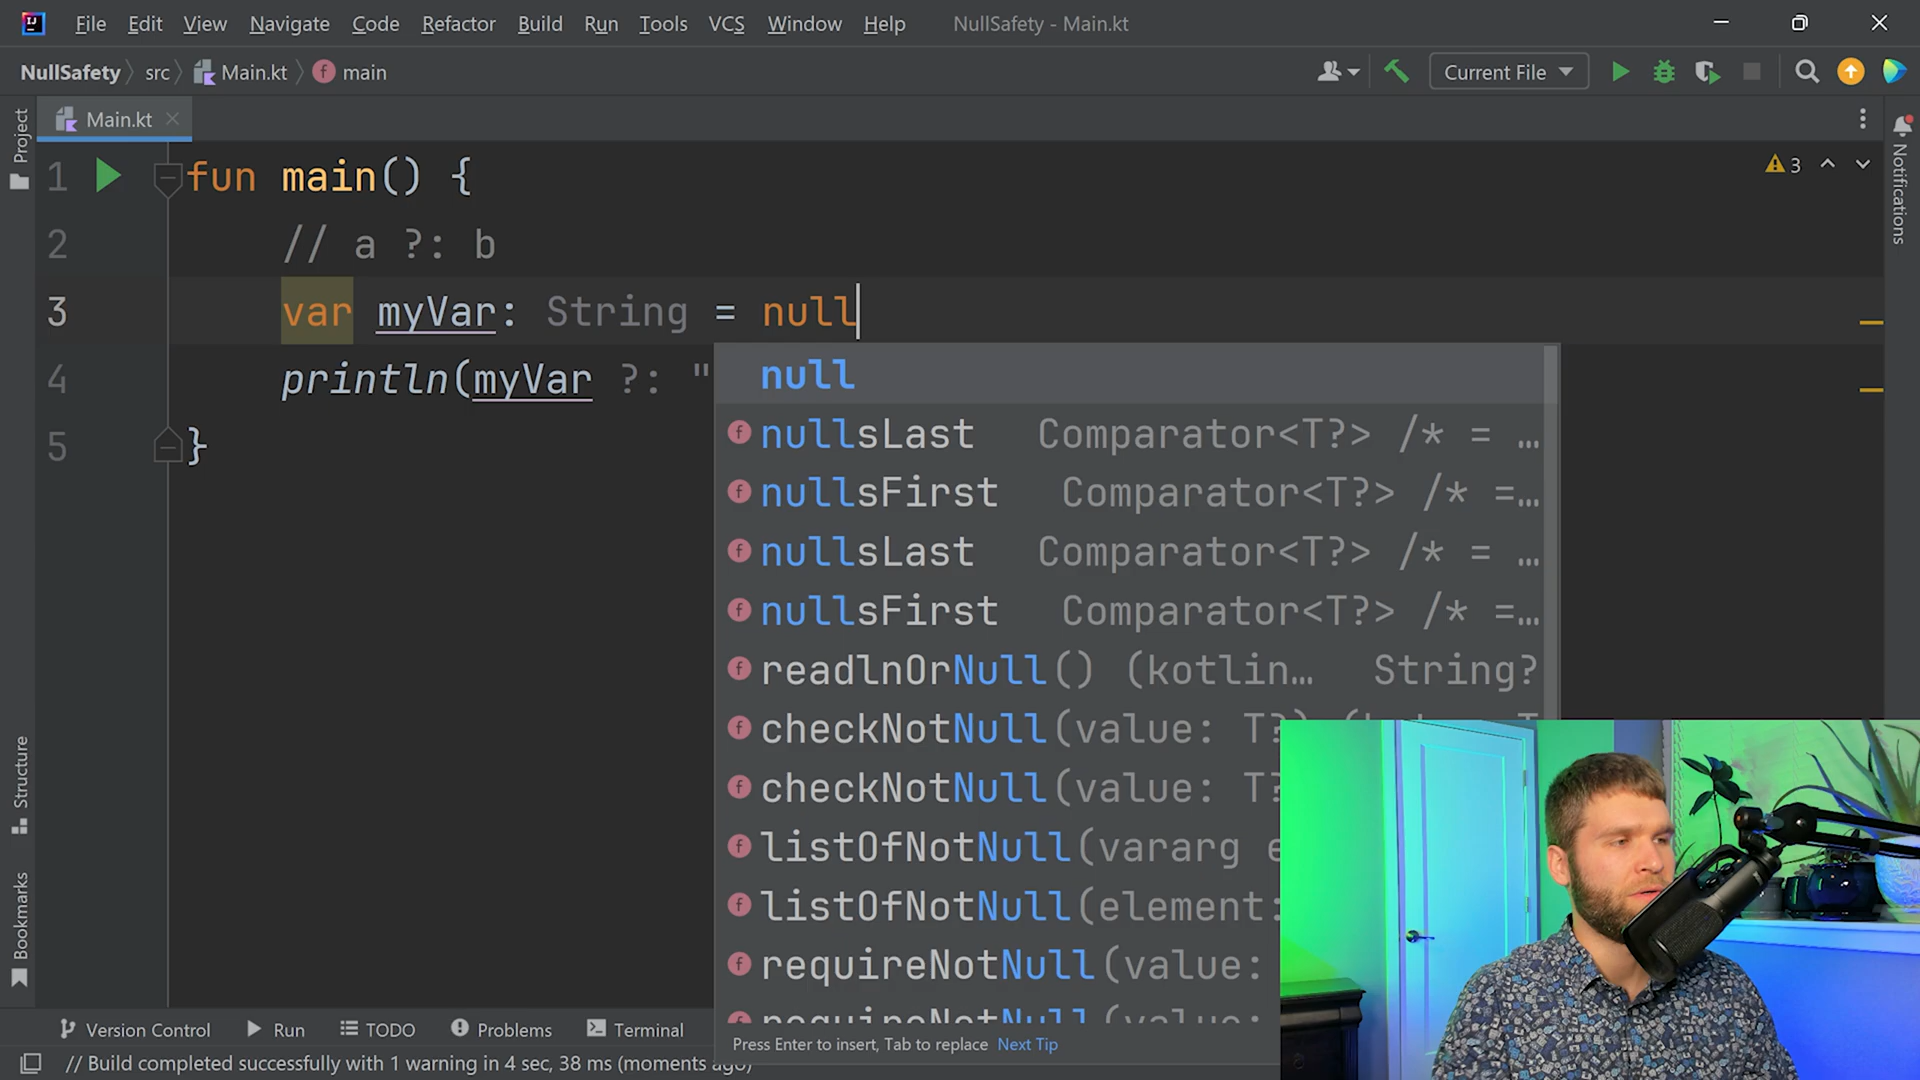 File Edit View Navigate Code Refactor Build Run Tools VCS Window Help NullSafety - Main.kt
NullSafety src Main.kt main Current File
Main.kt
Project
Notifications
1 fun main() {
3
2 // a ?: b
3 var myVar: String = null
4 println(myVar ?: "
5 }
null
nullsLast Comparator<T?> /* = …
nullsFirst Comparator<T?> /* =…
nullsLast Comparator<T?> /* = …
nullsFirst Comparator<T?> /* =…
readlnOrNull() (kotlin… String?
checkNotNull(value: T?)
checkNotNull(value: T?
listOfNotNull(vararg e
listOfNotNull(element:
requireNotNull(value:
requireNotNull(value:
Press Enter to insert, Tab to replace Next Tip
Structure
Bookmarks
Version Control Run TODO Problems Terminal
// Build completed successfully with 1 warning in 4 sec, 38 ms (moments ago)